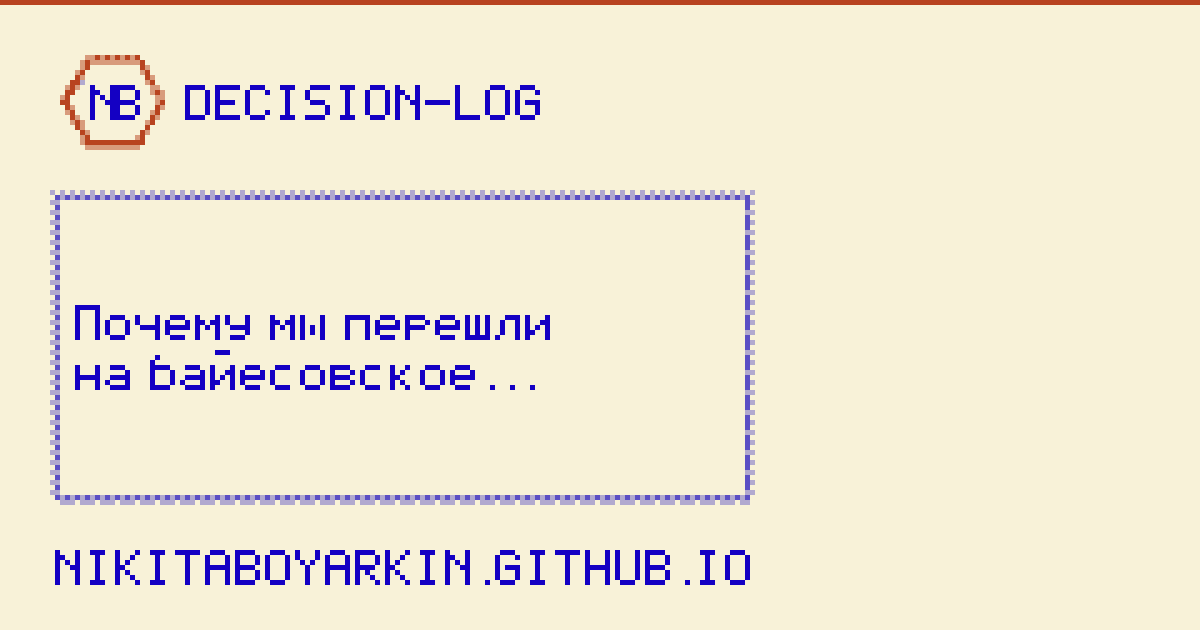 NB DECISION-LOG
Почему мы перешли
на байесовское...
NIKITABOYARKIN.GITHUB.IO